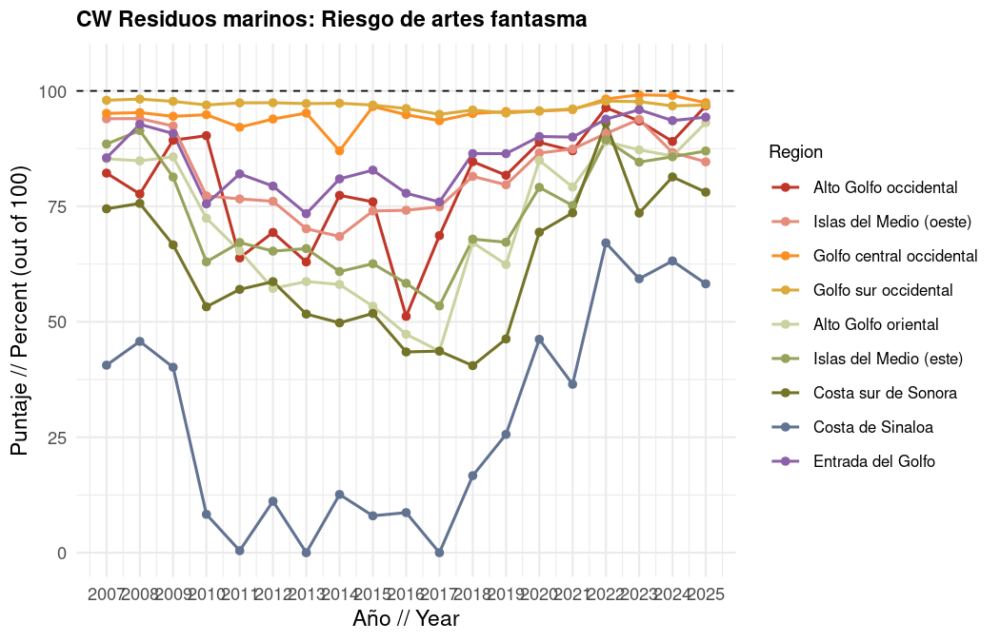 CW Residuos marinos: Riesgo de artes fantasma
Puntaje // Percent (out of 100)
100
75
50
25
0
2007 2008 2009 2010 2011 2012 2013 2014 2015 2016 2017 2018 2019 2020 2021 2022 2023 2024 2025
Año // Year
Region
Alto Golfo occidental
Islas del Medio (oeste)
Golfo central occidental
Golfo sur occidental
Alto Golfo oriental
Islas del Medio (este)
Costa sur de Sonora
Costa de Sinaloa
Entrada del Golfo